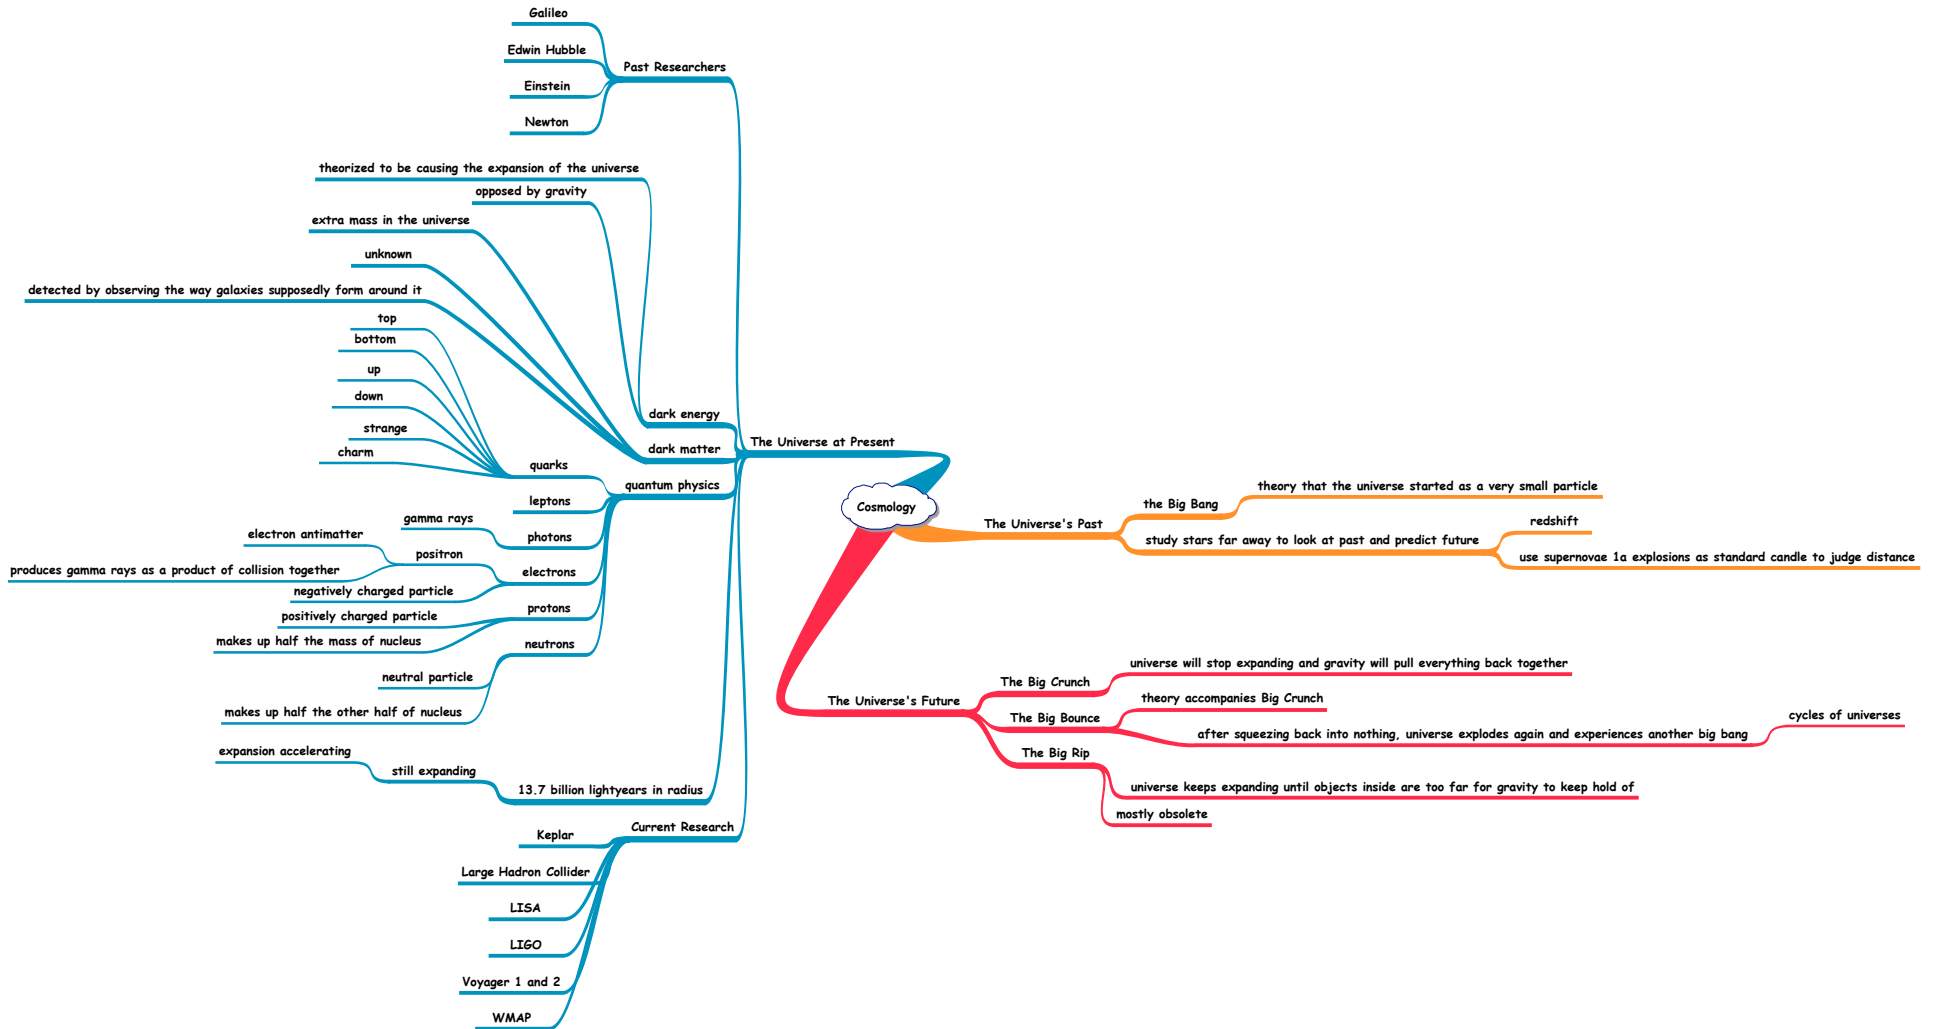 Galileo
Edwin Hubble
Past Researchers
Einstein
Newton
theorized to be causing the expansion of the universe
opposed by gravity
extra mass in the universe
unknown
detected by observing the way galaxies supposedly form around it
top
bottom
up
down
strange
charm
dark energy
dark matter
The Universe at Present
quarks
quantum physics
leptons
gamma rays
photons
electron antimatter
positron
electrons
produces gamma rays as a product of collision together
negatively charged particle
protons
positively charged particle
makes up half the mass of nucleus
neutrons
neutral particle
makes up half the other half of nucleus
expansion accelerating
still expanding
13.7 billion lightyears in radius
Current Research
Keplar
Large Hadron Collider
LISA
LIGO
Voyager 1 and 2
WMAP
Cosmology
The Universe's Past
the Big Bang
theory that the universe started as a very small particle
study stars far away to look at past and predict future
redshift
use supernovae 1a explosions as standard candle to judge distance
The Universe's Future
The Big Crunch
universe will stop expanding and gravity will pull everything back together
The Big Bounce
theory accompanies Big Crunch
after squeezing back into nothing, universe explodes again and experiences another big bang
cycles of universes
The Big Rip
universe keeps expanding until objects inside are too far for gravity to keep hold of
mostly obsolete